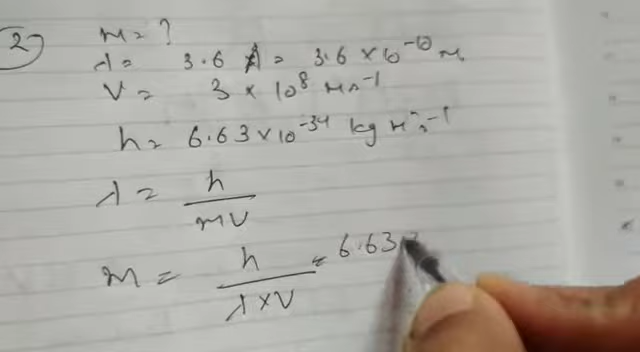 2) m = ?
λ = 3.6 Å = 3.6 × 10⁻¹⁰ m
V = 3 × 10⁸ ms⁻¹
h = 6.63 × 10⁻³⁴ kg m²s⁻¹
λ = h / mV
m = h / λ × V = 6.63